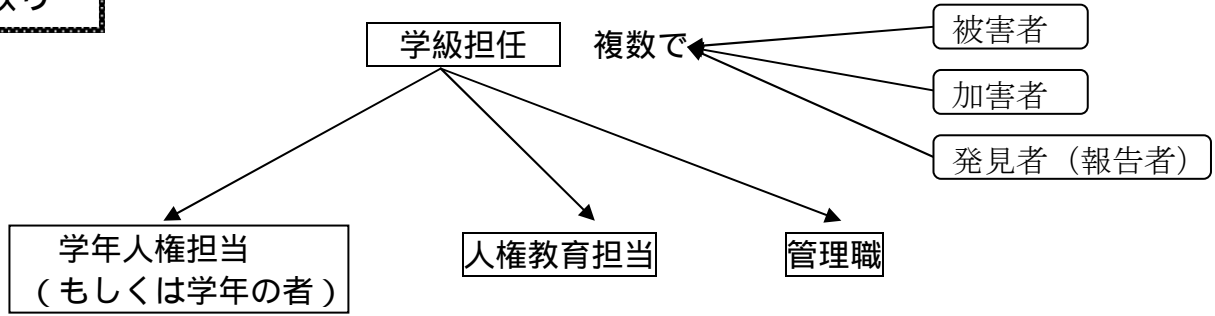 学級担任
複数で
被害者
加害者
発見者（報告者）
学年人権担当
（もしくは学年の者）
人権教育担当
管理職